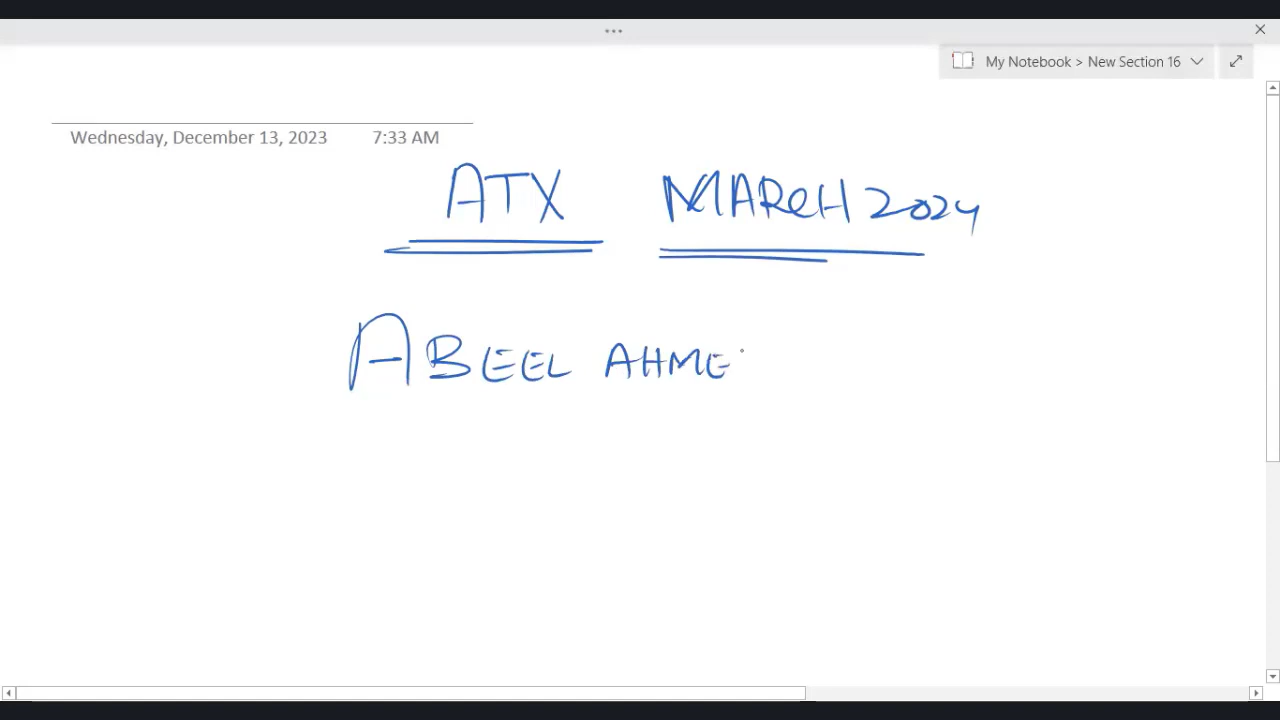 My Notebook > New Section 16
Wednesday, December 13, 2023 7:33 AM
ATX MARCH 2024
ABEEL AHME